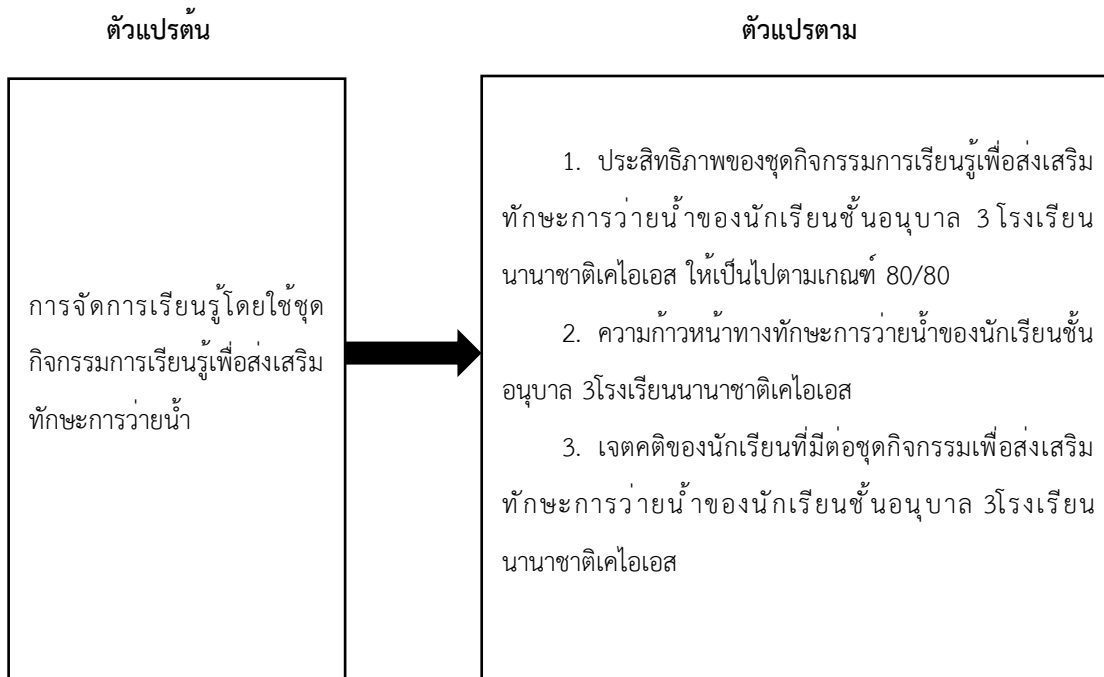 ตัวแปรต้น
ตัวแปรตาม
การจัดการเรียนรู้โดยใช้ชุด
กิจกรรมการเรียนรู้เพื่อส่งเสริม
ทักษะการว่ายน้ำ
1. ประสิทธิภาพของชุดกิจกรรมการเรียนรู้เพื่อส่งเสริม
ทักษะการว่ายน้ำของนักเรียนชั้นอนุบาล 3 โรงเรียน
นานาชาติเคไอเอส ให้เป็นไปตามเกณฑ์ 80/80
2. ความก้าวหน้าทางทักษะการว่ายน้ำของนักเรียนชั้น
อนุบาล 3โรงเรียนนานาชาติเคไอเอส
3. เจตคติของนักเรียนที่มีต่อชุดกิจกรรมเพื่อส่งเสริม
ทักษะการว่ายน้ำของนักเรียนชั้นอนุบาล 3โรงเรียน
นานาชาติเคไอเอส